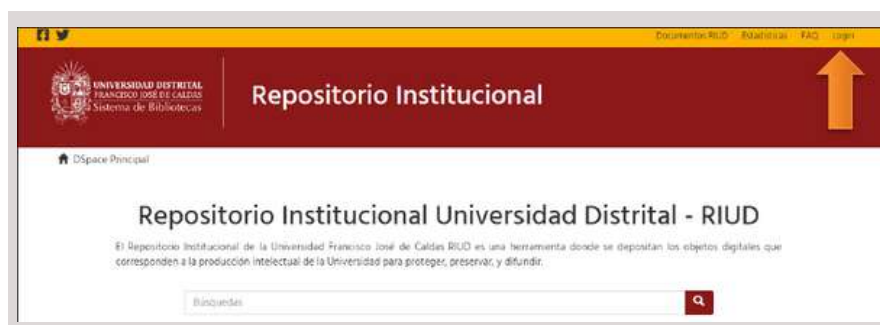 Documentos RIUD Estadísticas FAQ Login
UNIVERSIDAD DISTRITAL
FRANCISCO JOSÉ DE CALDAS
Sistema de Bibliotecas
Repositorio Institucional
DSpace Principal
Repositorio Institucional Universidad Distrital - RIUD
El Repositorio Institucional de la Universidad Francisco José de Caldas RIUD es una herramienta donde se depositan los objetos digitales que
corresponden a la producción intelectual de la Universidad para proteger, preservar, y difundir.
Búsquedas